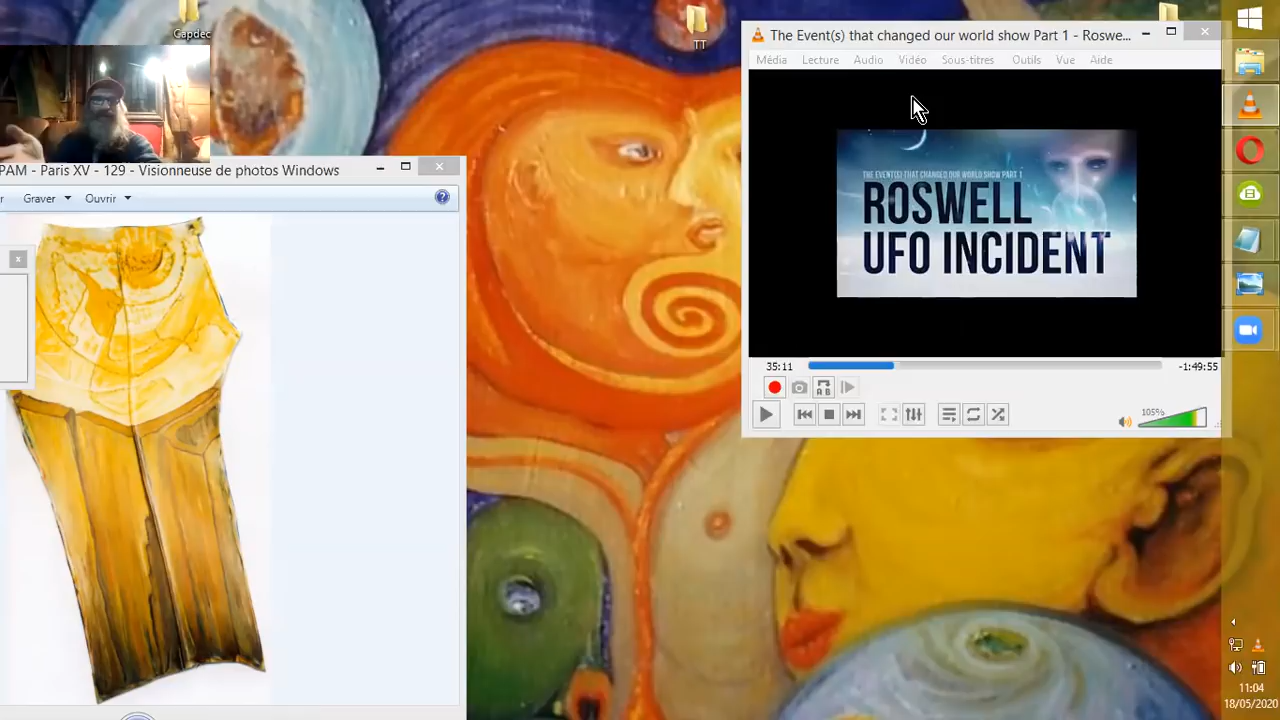 Capdec
TT
PAM - Paris XV - 129 - Visionneuse de photos Windows
r Graver Ouvrir
The Event(s) that changed our world show Part 1 - Roswe...
Média Lecture Audio Vidéo Sous-titres Outils Vue Aide
THE EVENT(S) THAT CHANGED OUR WORLD SHOW PART 1
ROSWELL
UFO INCIDENT
35:11 -1:49:55
105%
11:04
18/05/2020